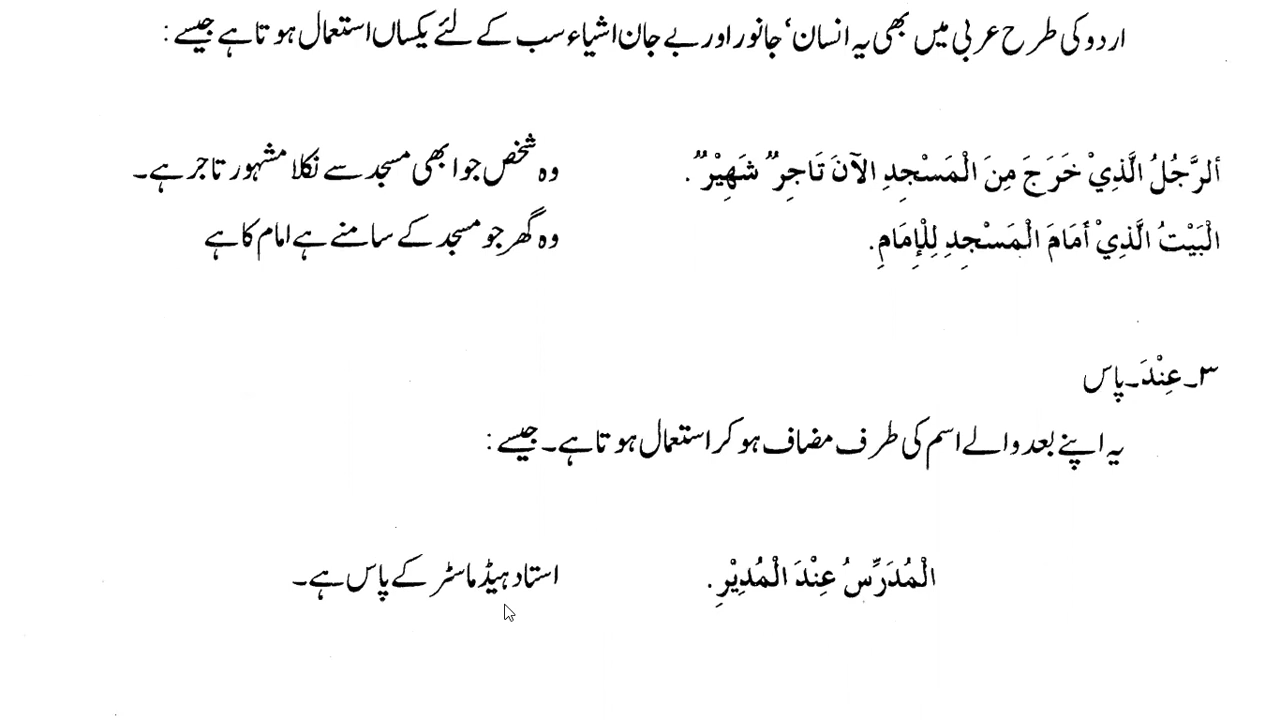 اردو کی طرح عربی میں بھی یہ انسان‘ جانور اور بے جان اشیاء سب کے لئے یکساں استعمال ہوتا ہے جیسے :
ألرَّجُلُ الَّذِيْ خَرَجَ مِنَ الْمَسْجِدِ الآنَ تَاجِرٌ شَهِيْرٌ . وہ شخص جو ابھی مسجد سے نکلا مشہور تاجر ہے۔
الْبَيْتُ الَّذِيْ أَمَامَ الْمَسْجِدِ لِلْإِمَامِ. وہ گھر جو مسجد کے سامنے ہے امام کا ہے
۳۔عِنْدَ۔پاس
یہ اپنے بعد والے اسم کی طرف مضاف ہو کر استعمال ہوتا ہے۔ جیسے :
الْمُدَرِّسُ عِنْدَ الْمُدِيْرِ . استاد ہیڈ ماسٹر کے پاس ہے۔